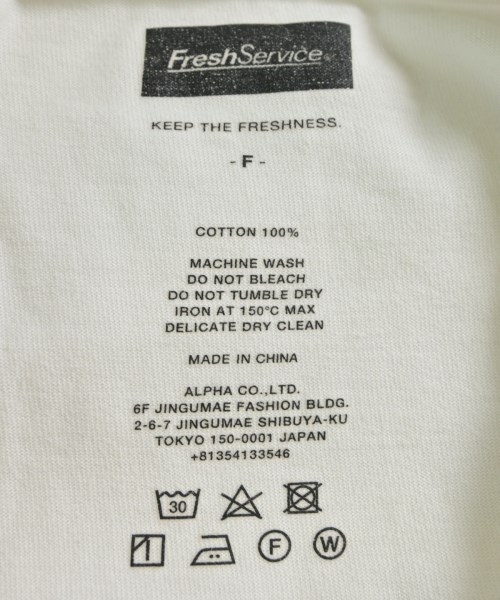 FreshService
KEEP THE FRESHNESS.
- F -
COTTON 100%
MACHINE WASH
DO NOT BLEACH
DO NOT TUMBLE DRY
IRON AT 150°C MAX
DELICATE DRY CLEAN
MADE IN CHINA
ALPHA CO.,LTD.
6F JINGUMAE FASHION BLDG.
2-6-7 JINGUMAE SHIBUYA-KU
TOKYO 150-0001 JAPAN
+81354133546
30
F W